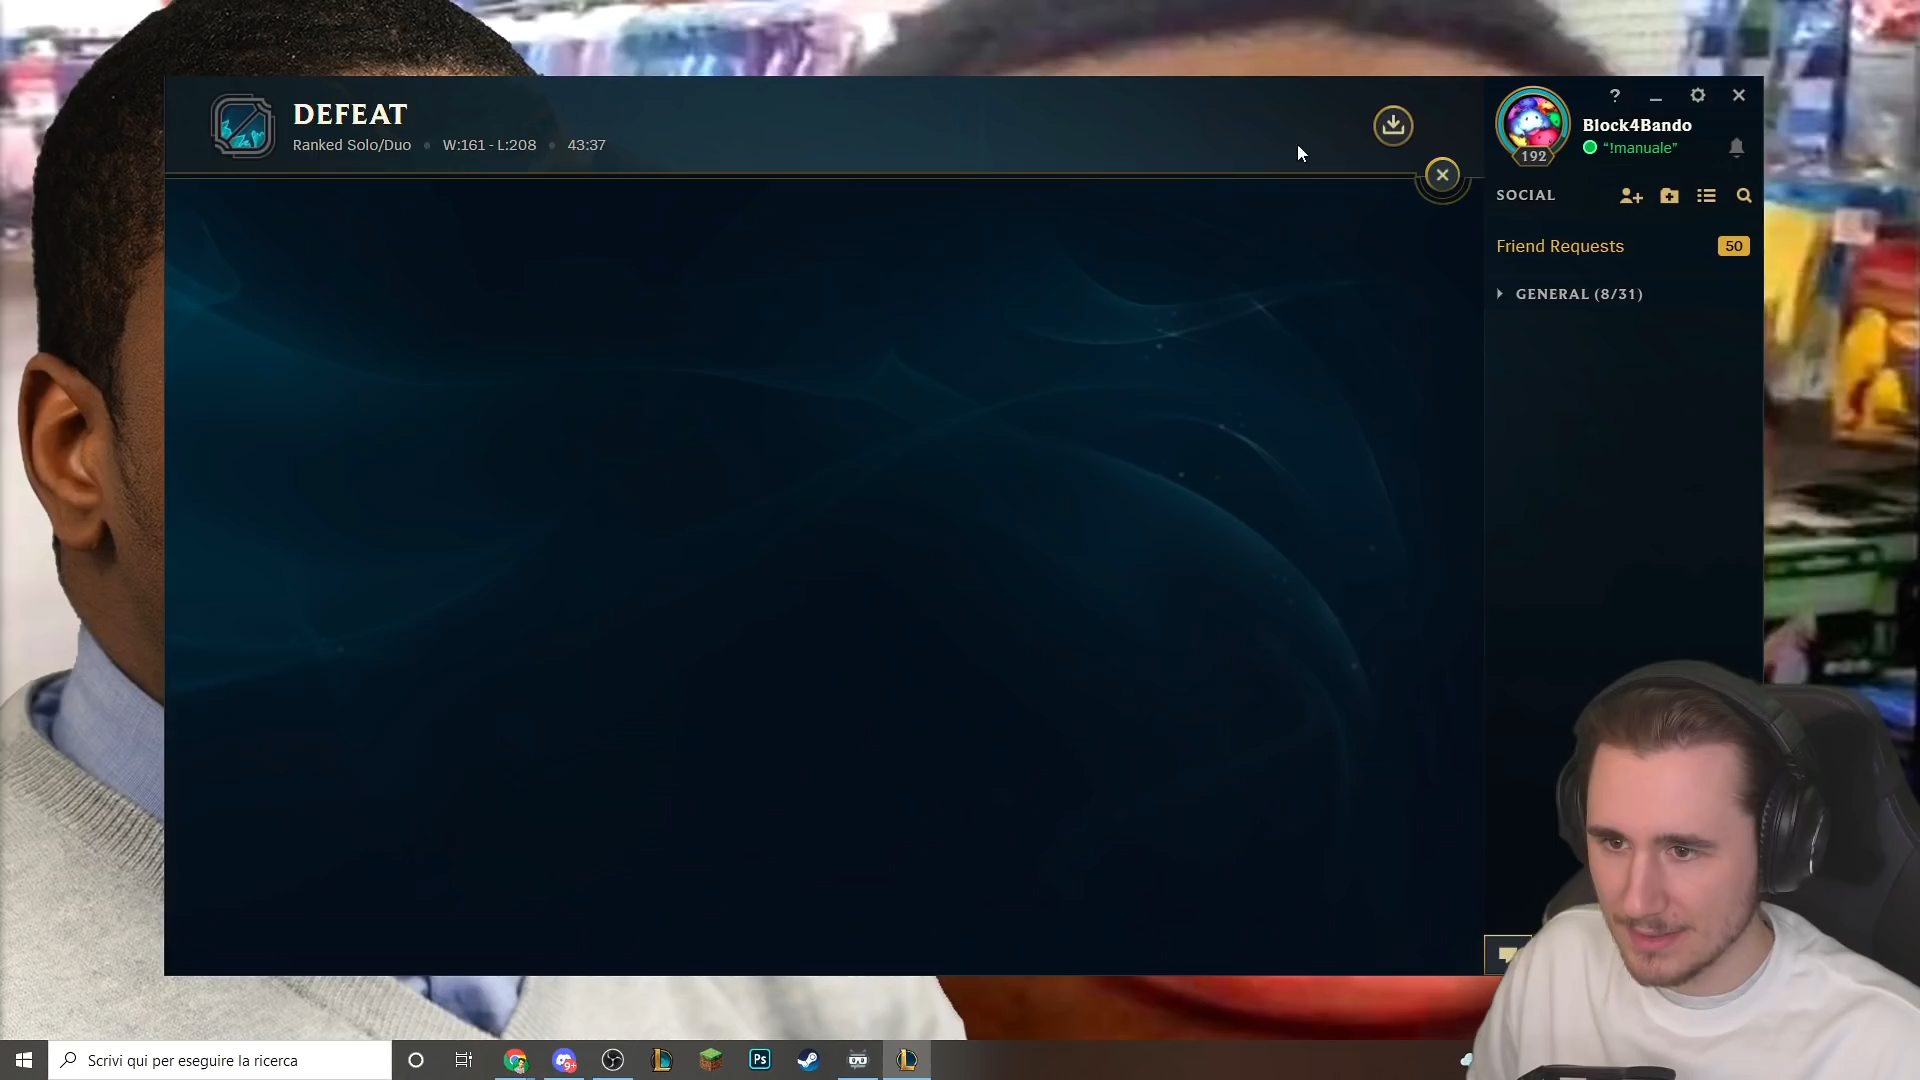 DEFEAT
Ranked Solo/Duo • W:161 - L:208 • 43:37
?
Block4Bando
192
“!manuale”
SOCIAL
Friend Requests 50
GENERAL (8/31)
Scrivi qui per eseguire la ricerca
9+
Ps